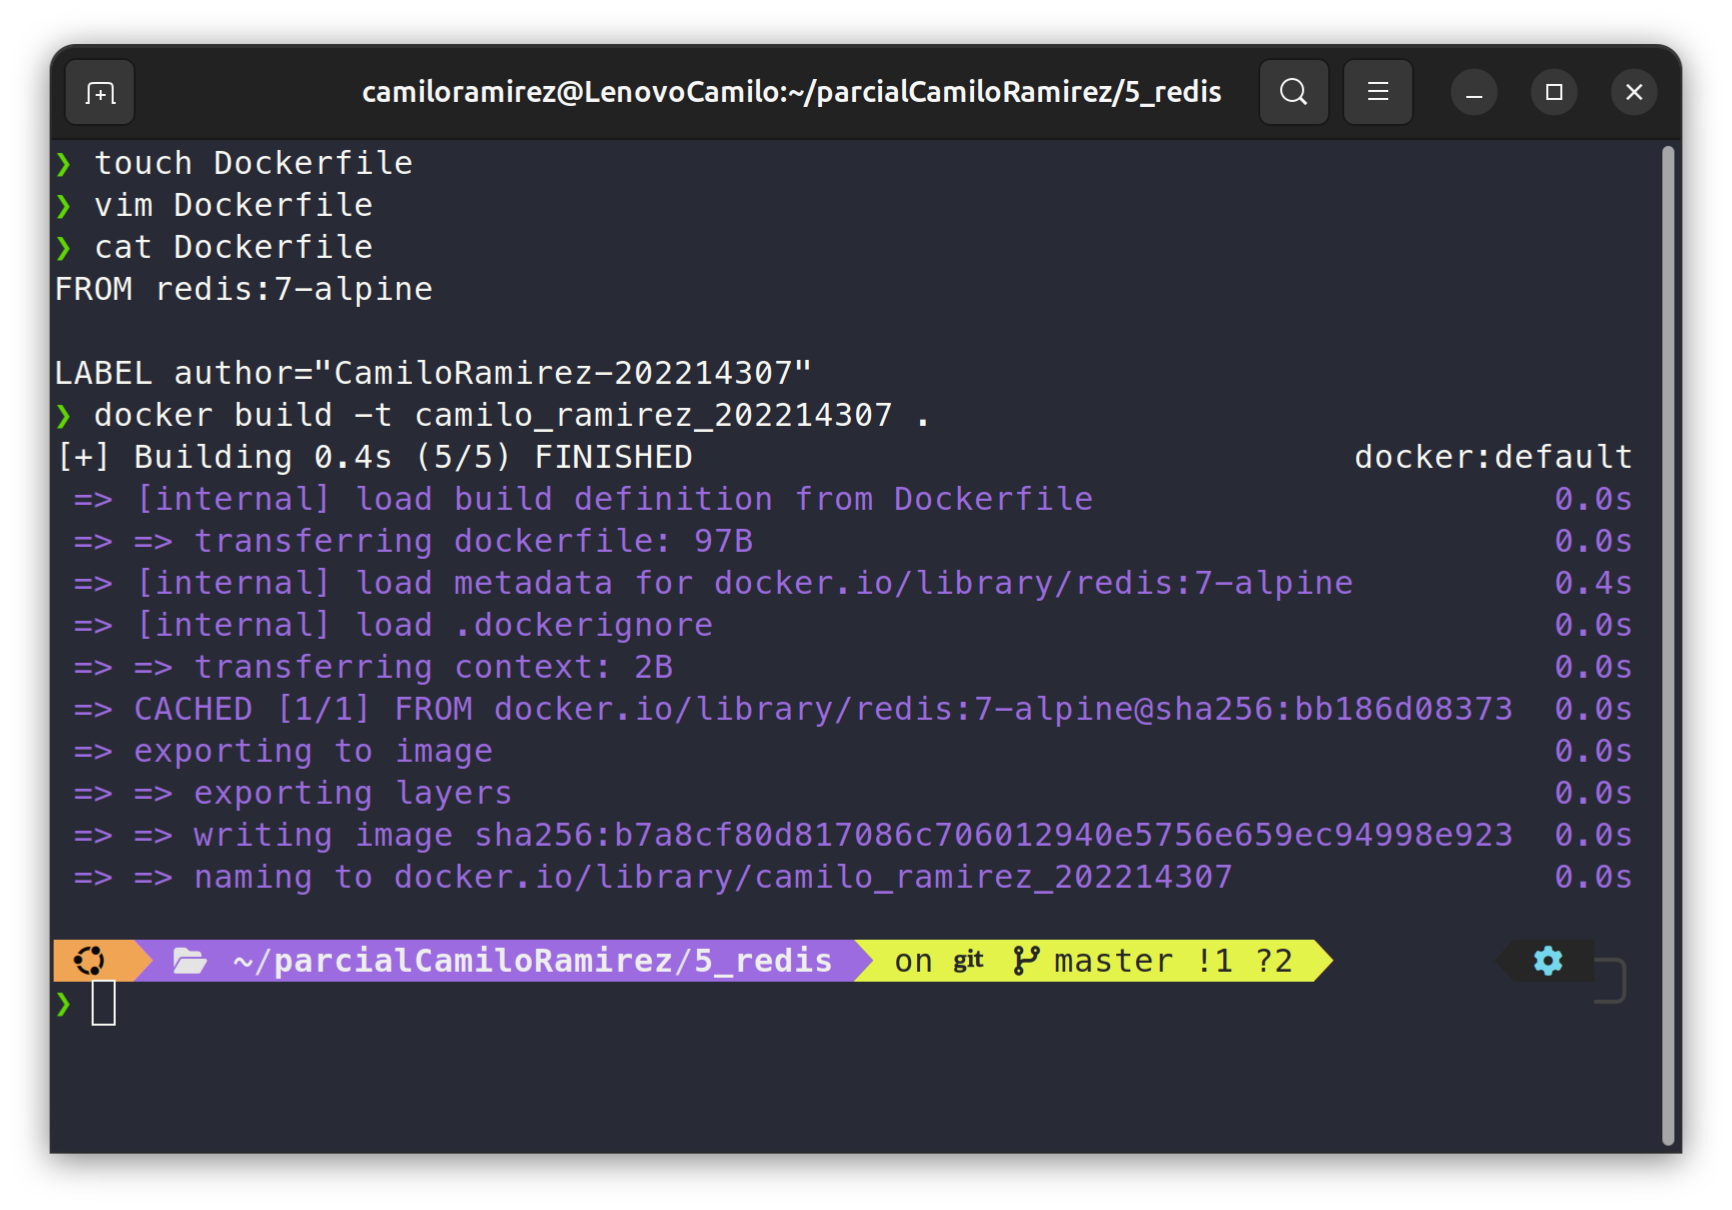 camiloramirez@LenovoCamilo:~/parcialCamiloRamirez/5_redis
❯ touch Dockerfile
❯ vim Dockerfile
❯ cat Dockerfile
FROM redis:7-alpine

LABEL author="CamiloRamirez-202214307"
❯ docker build -t camilo_ramirez_202214307 .
[+] Building 0.4s (5/5) FINISHED docker:default
=> [internal] load build definition from Dockerfile 0.0s
=> => transferring dockerfile: 97B 0.0s
=> [internal] load metadata for docker.io/library/redis:7-alpine 0.4s
=> [internal] load .dockerignore 0.0s
=> => transferring context: 2B 0.0s
=> CACHED [1/1] FROM docker.io/library/redis:7-alpine@sha256:bb186d08373 0.0s
=> exporting to image 0.0s
=> => exporting layers 0.0s
=> => writing image sha256:b7a8cf80d817086c706012940e5756e659ec94998e923 0.0s
=> => naming to docker.io/library/camilo_ramirez_202214307 0.0s
~/parcialCamiloRamirez/5_redis on git master !1 ?2
❯